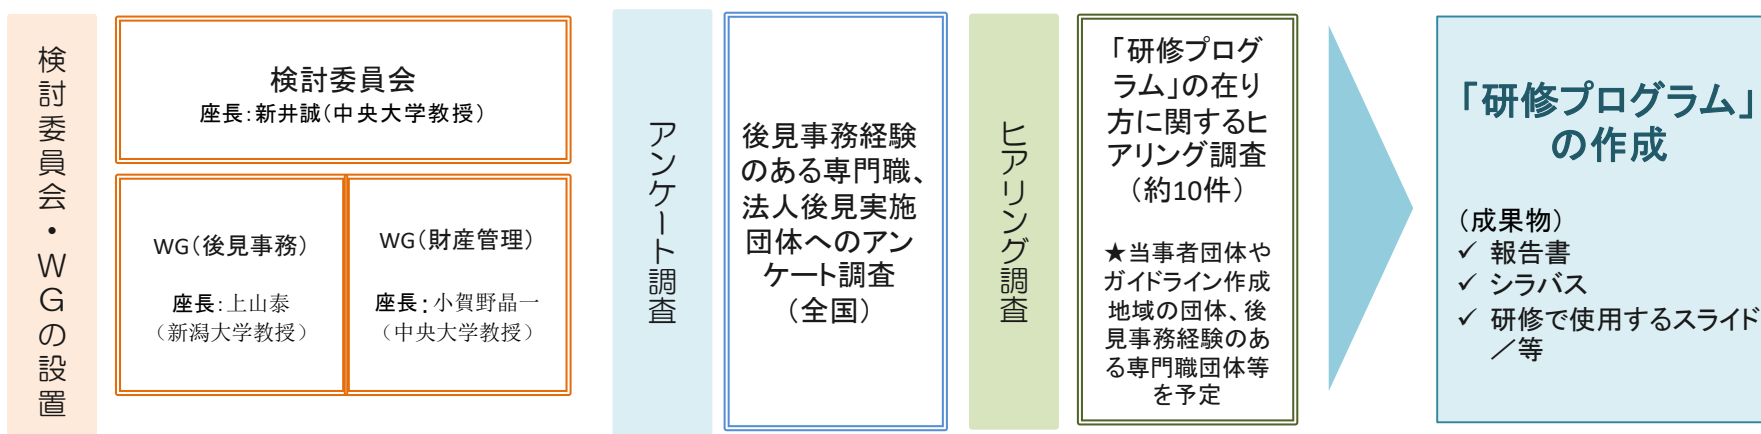 検討委員会・WGの設置
検討委員会
座長:新井誠(中央大学教授)
WG(後見事務)
座長:上山泰
(新潟大学教授)
WG(財産管理)
座長:小賀野晶一
(中央大学教授)
アンケート調査
後見事務経験
のある専門職、
法人後見実施
団体へのアン
ケート調査
(全国)
ヒアリング調査
「研修プログ
ラム」の在り
方に関するヒ
アリング調査
(約10件)
★当事者団体や
ガイドライン作成
地域の団体、後
見事務経験のあ
る専門職団体等
を予定
「研修プログラム」
の作成
(成果物)
✓ 報告書
✓ シラバス
✓ 研修で使用するスライド
/等